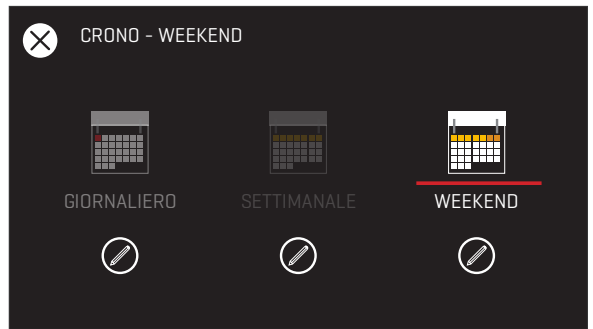 CRONO - WEEKEND
GIORNALIERO
SETTIMANALE
WEEKEND